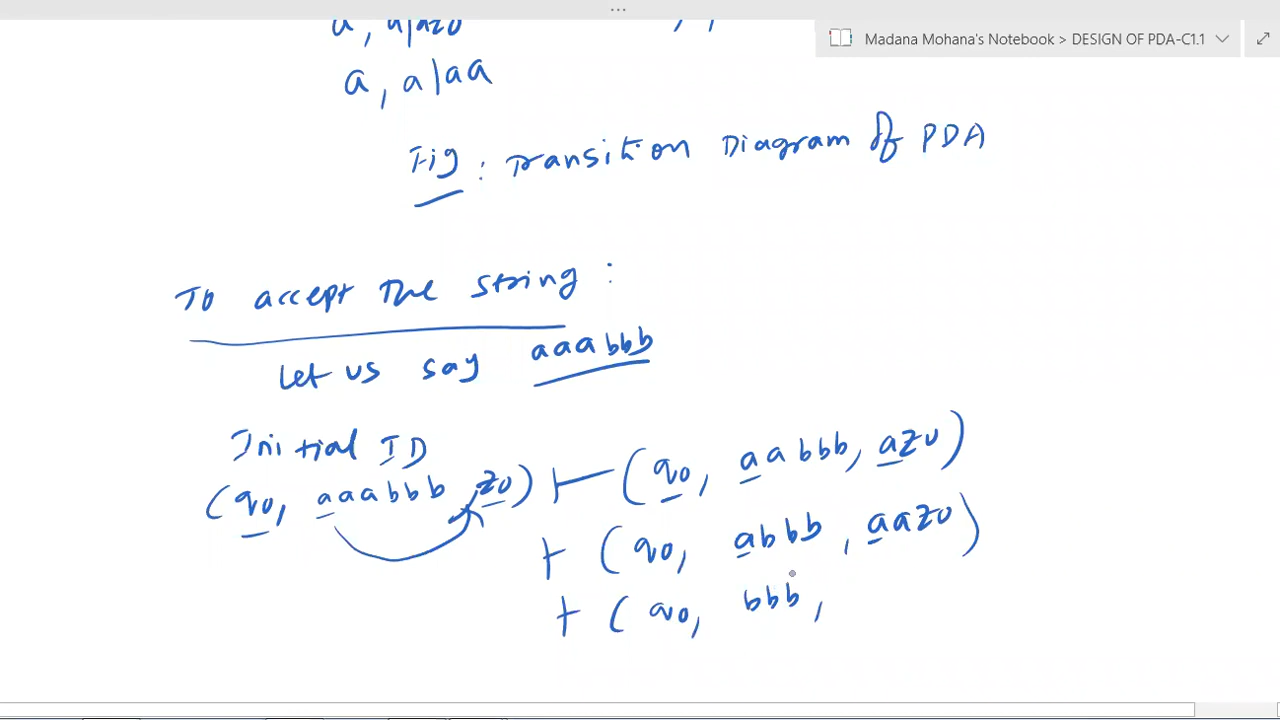 Madana Mohana's Notebook > DESIGN OF PDA-C1.1
a, a|aa
Fig : Transition Diagram Of PDA
To accept the string :
Let us say aaabbb
Initial ID
(q0, aaabbb, z0) ⊢ (q0, aabbb, az0)
⊢ (q0, abbb, aaz0)
⊢ (q0, bbb,